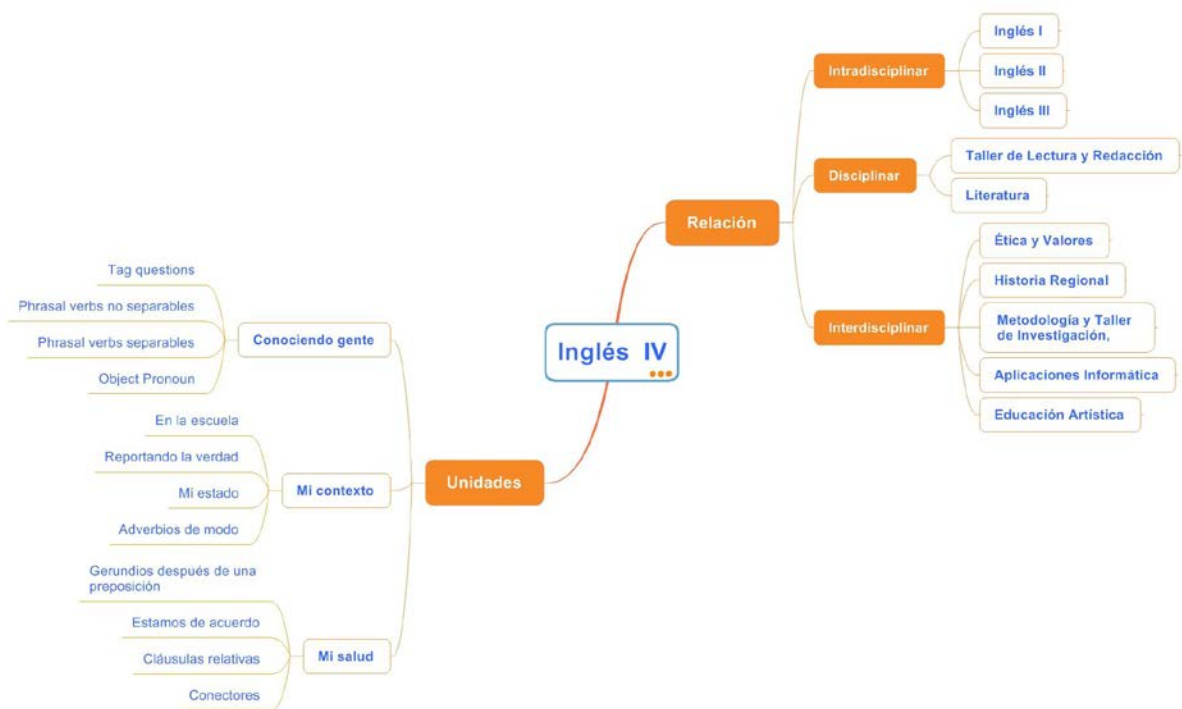 Inglés IV
Relación
Intradisciplinar
Inglés I
Inglés II
Inglés III
Disciplinar
Taller de Lectura y Redacción
Literatura
Interdisciplinar
Ética y Valores
Historia Regional
Metodología y Taller
de Investigación,
Aplicaciones Informática
Educación Artística
Unidades
Conociendo gente
Tag questions
Phrasal verbs no separables
Phrasal verbs separables
Object Pronoun
Mi contexto
En la escuela
Reportando la verdad
Mi estado
Adverbios de modo
Mi salud
Gerundios después de una
preposición
Estamos de acuerdo
Cláusulas relativas
Conectores